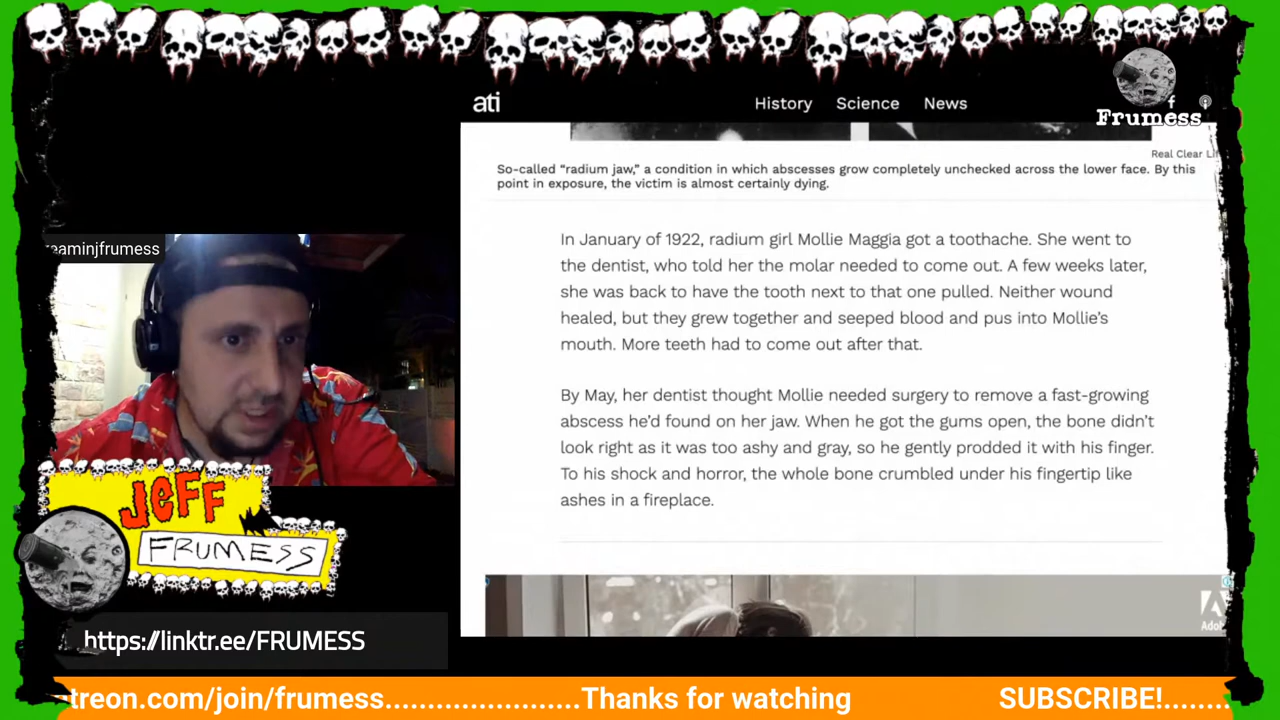 ati
History Science News
Frumess
Real Clear Li
So-called “radium jaw,” a condition in which abscesses grow completely unchecked across the lower face. By this
point in exposure, the victim is almost certainly dying.
In January of 1922, radium girl Mollie Maggia got a toothache. She went to
the dentist, who told her the molar needed to come out. A few weeks later,
she was back to have the tooth next to that one pulled. Neither wound
healed, but they grew together and seeped blood and pus into Mollie’s
mouth. More teeth had to come out after that.
By May, her dentist thought Mollie needed surgery to remove a fast-growing
abscess he’d found on her jaw. When he got the gums open, the bone didn’t
look right as it was too ashy and gray, so he gently prodded it with his finger.
To his shock and horror, the whole bone crumbled under his fingertip like
ashes in a fireplace.
Adob
eaminjfrumess
JEFF
FRUMESS
https://linktr.ee/FRUMESS
treon.com/join/frumess.......................Thanks for watching SUBSCRIBE!........